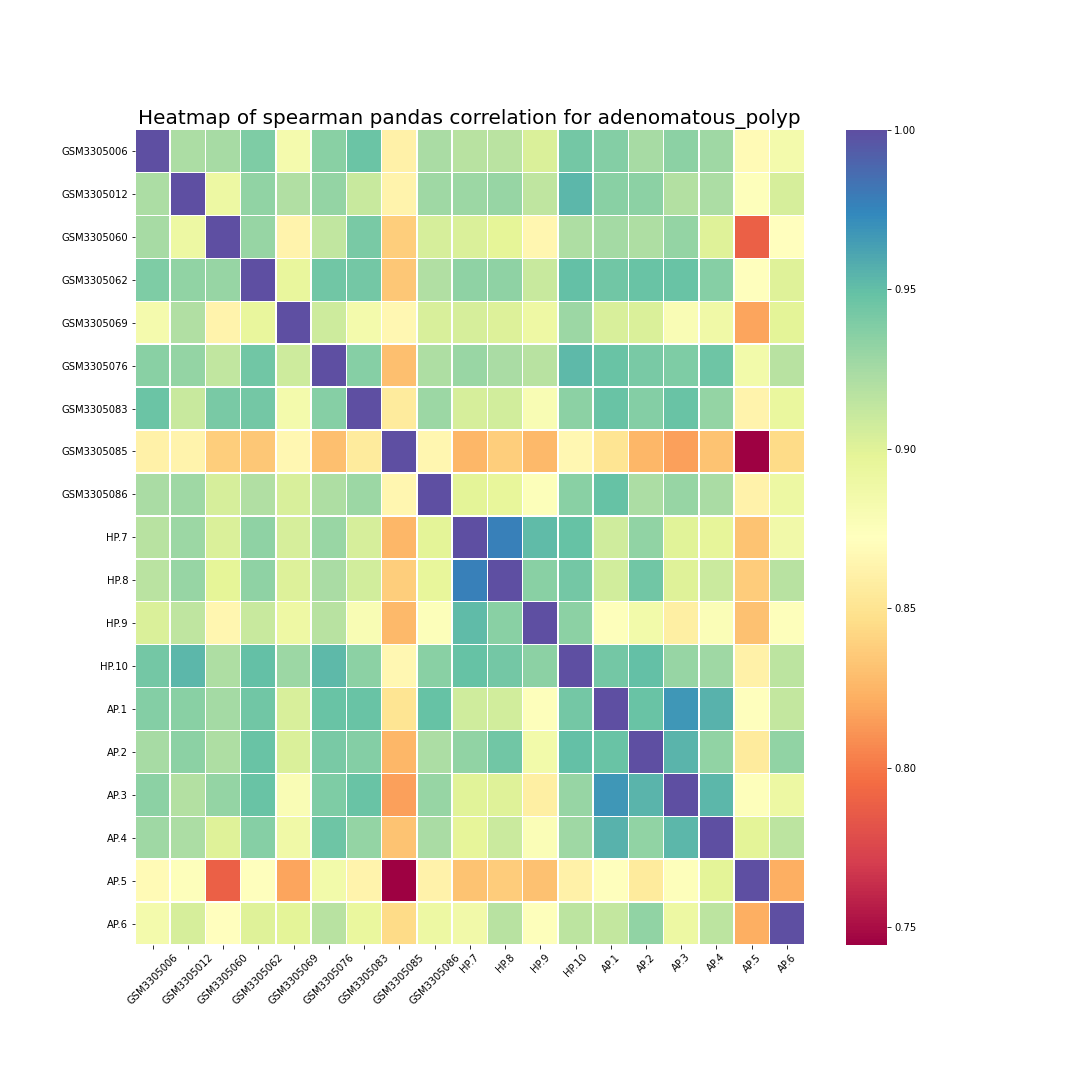 Heatmap of spearman pandas correlation for adenomatous_polyp
GSM3305006
GSM3305012
GSM3305060
GSM3305062
GSM3305069
GSM3305076
GSM3305083
GSM3305085
GSM3305086
HP.7
HP.8
HP.9
HP.10
AP.1
AP.2
AP.3
AP.4
AP.5
AP.6
GSM3305006
GSM3305012
GSM3305060
GSM3305062
GSM3305069
GSM3305076
GSM3305083
GSM3305085
GSM3305086
HP.7
HP.8
HP.9
HP.10
AP.1
AP.2
AP.3
AP.4
AP.5
AP.6
1.00
0.95
0.90
0.85
0.80
0.75